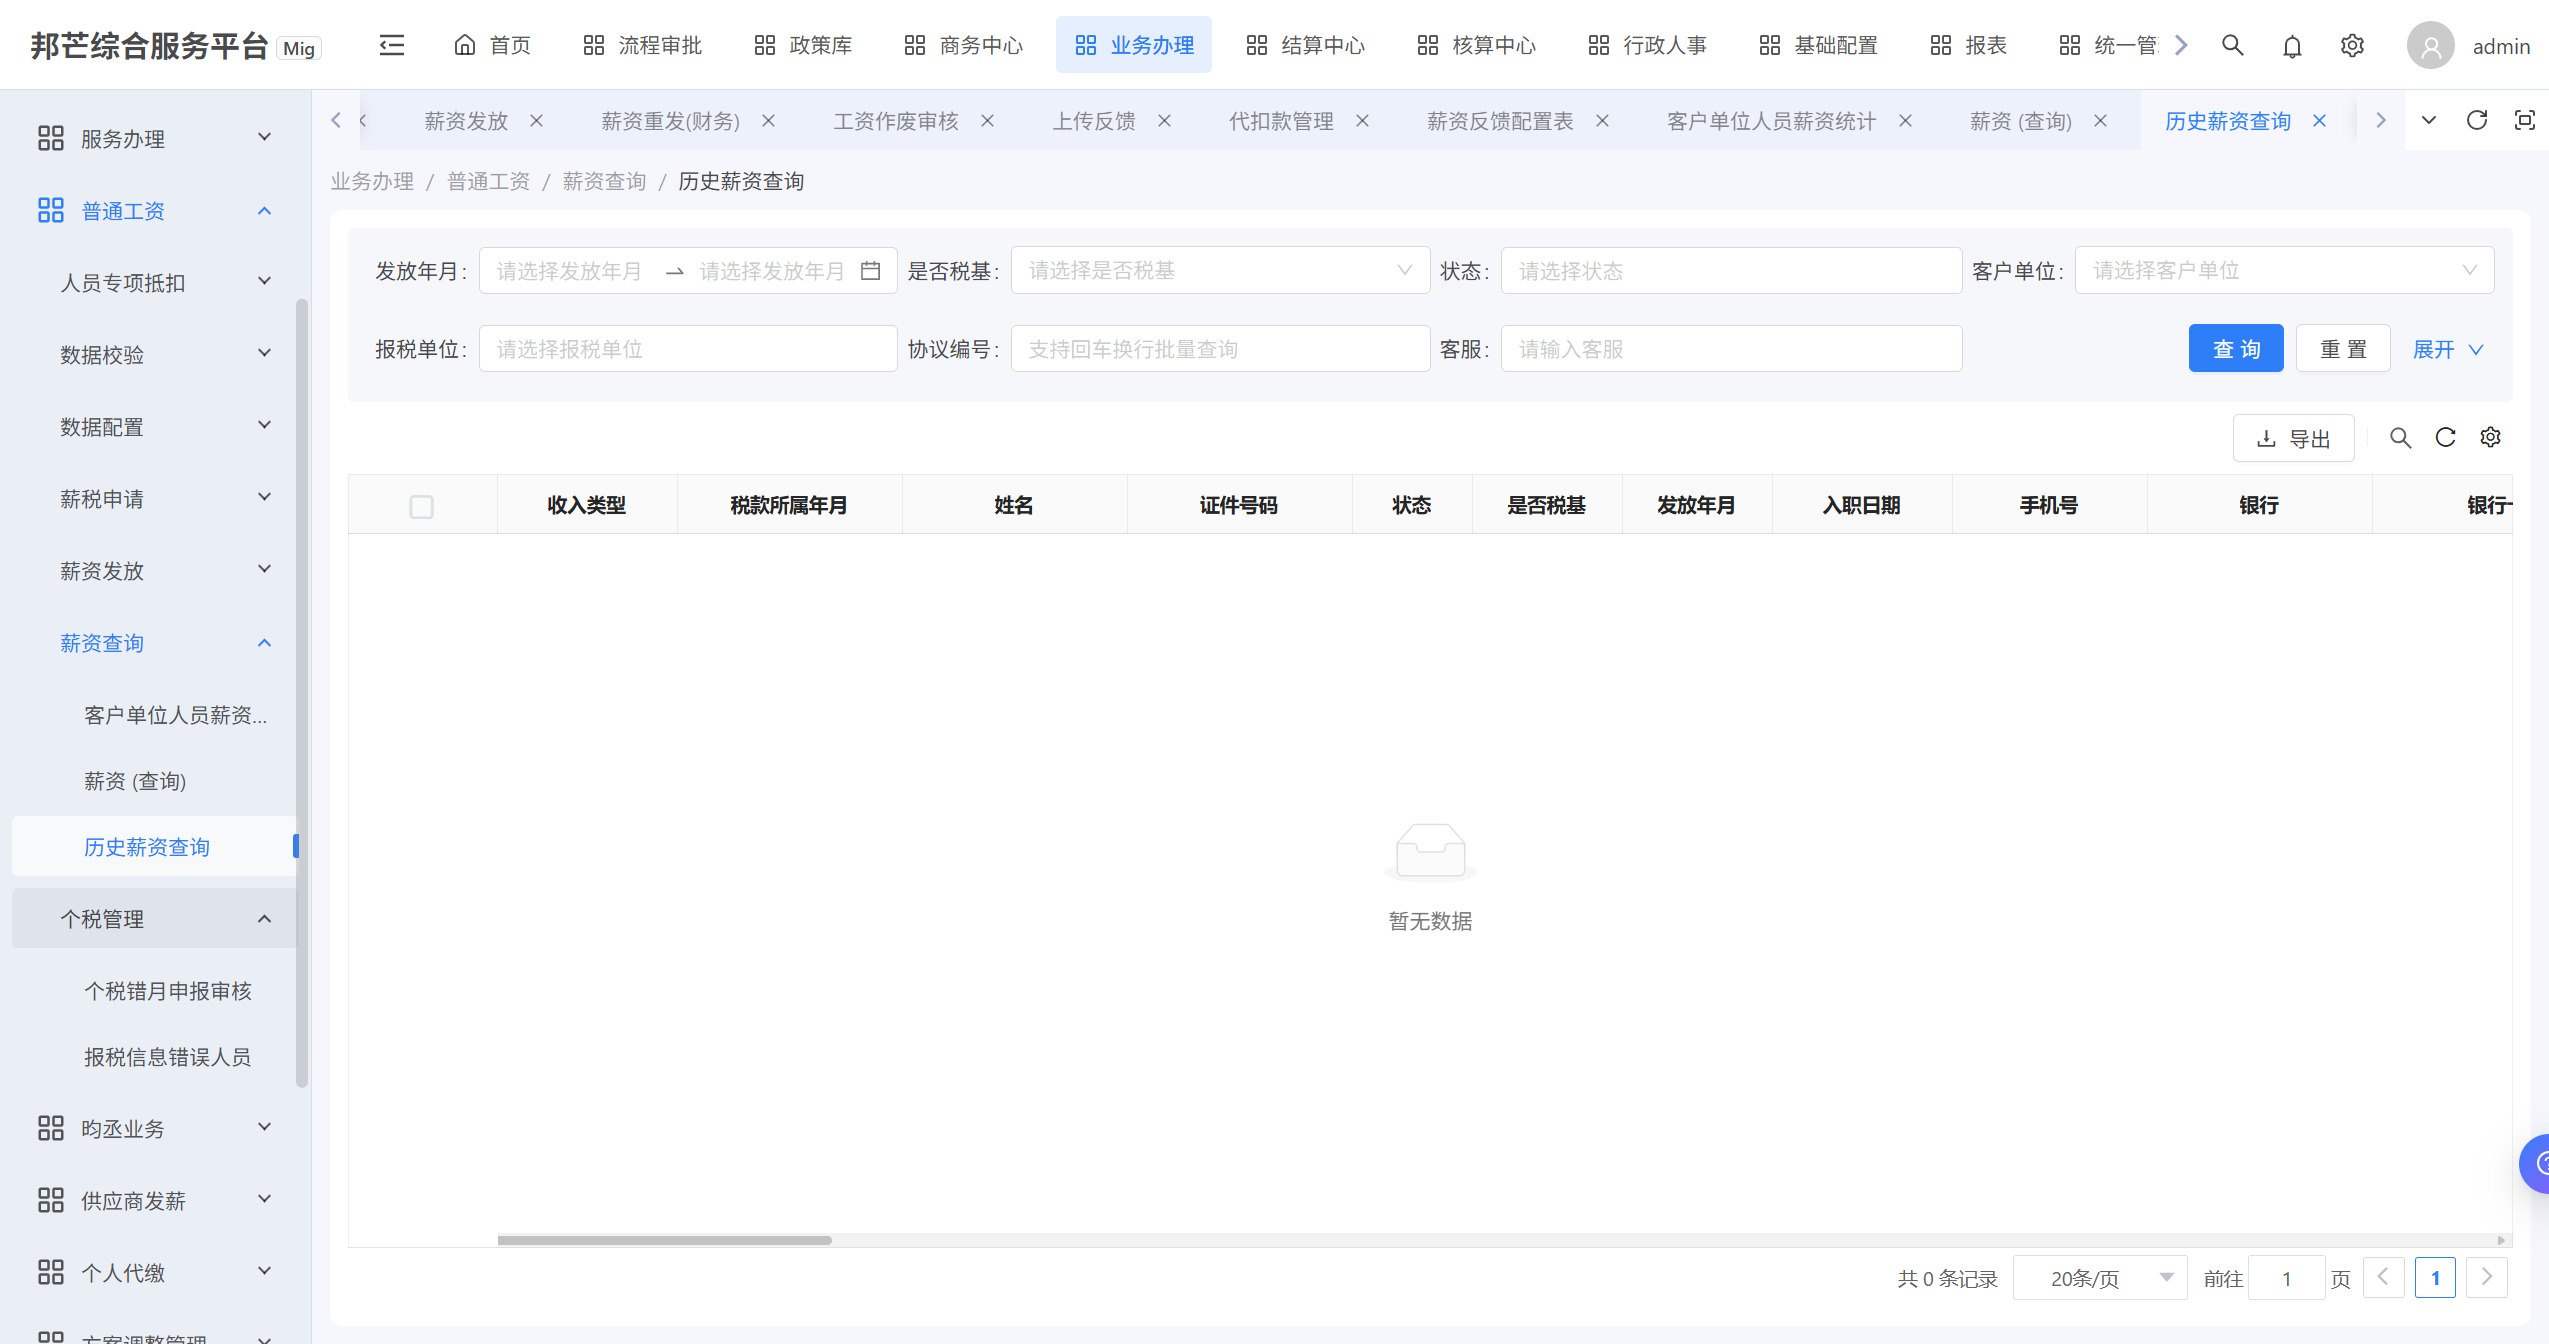 邦芒综合服务平台 Mig 首页 流程审批 政策库 商务中心 业务办理 结算中心 核算中心 行政人事 基础配置 报表 统一管 admin
薪资发放 薪资重发(财务) 工资作废审核 上传反馈 代扣款管理 薪资反馈配置表 客户单位人员薪资统计 薪资 (查询) 历史薪资查询
业务办理 / 普通工资 / 薪资查询 / 历史薪资查询
服务办理
普通工资
人员专项抵扣
数据校验
数据配置
薪税申请
薪资发放
薪资查询
客户单位人员薪资...
薪资 (查询)
历史薪资查询
个税管理
个税错月申报审核
报税信息错误人员
昀丞业务
供应商发薪
个人代缴
方案调整管理
发放年月: 请选择发放年月 请选择发放年月 是否税基: 请选择是否税基 状态: 请选择状态 客户单位: 请选择客户单位
报税单位: 请选择报税单位 协议编号: 支持回车换行批量查询 客服: 请输入客服 查 询 重 置 展开
导出
收入类型 税款所属年月 姓名 证件号码 状态 是否税基 发放年月 入职日期 手机号 银行 银行
暂无数据
共 0 条记录 20条/页 前往 1 页 1